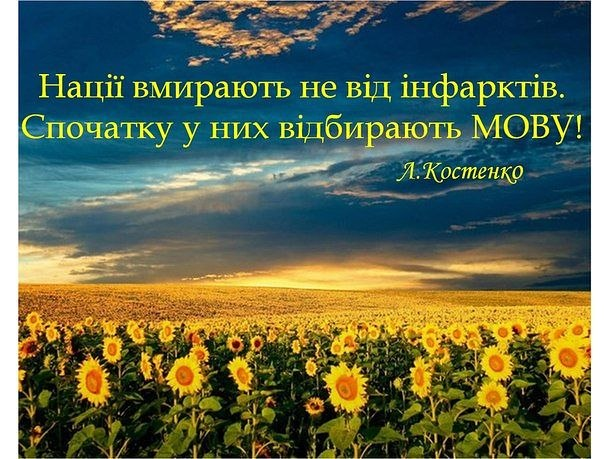 Нації вмирають не від інфарктів.
Спочатку у них відбирають МОВУ!
Л.Костенко